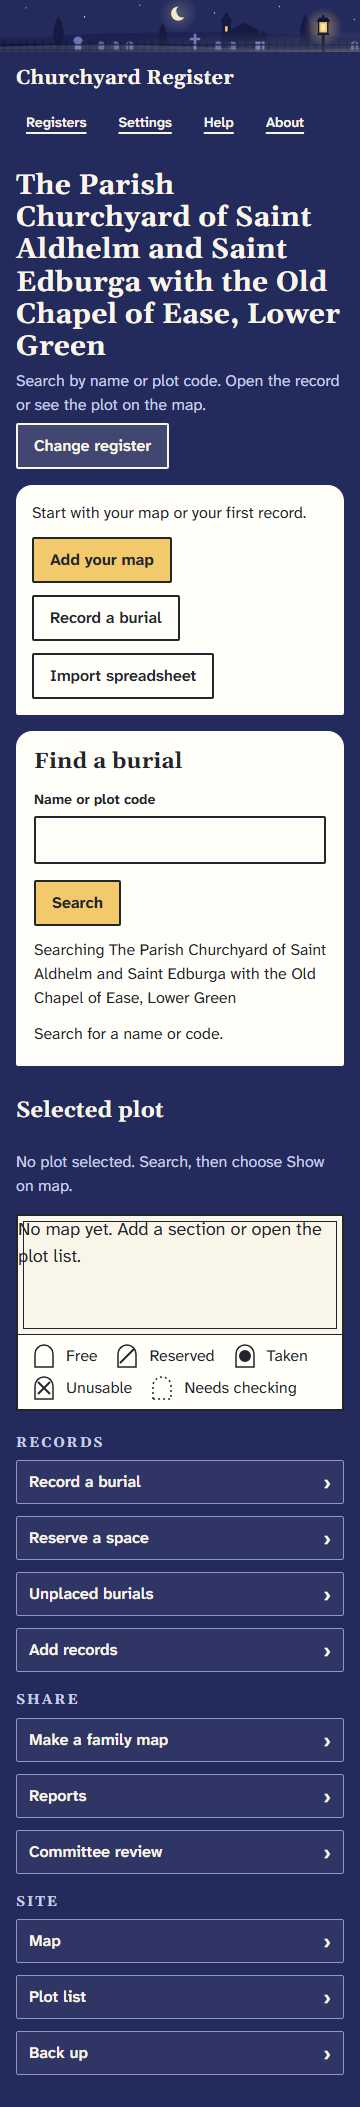 Churchyard Register
Registers Settings Help About
The Parish
Churchyard of Saint
Aldhelm and Saint
Edburga with the Old
Chapel of Ease, Lower
Green
Search by name or plot code. Open the record
or see the plot on the map.
Change register
Start with your map or your first record.
Add your map
Record a burial
Import spreadsheet
Find a burial
Name or plot code
Search
Searching The Parish Churchyard of Saint
Aldhelm and Saint Edburga with the Old
Chapel of Ease, Lower Green
Search for a name or code.
Selected plot
No plot selected. Search, then choose Show
on map.
No map yet. Add a section or open the
plot list.
Free Reserved Taken
Unusable Needs checking
RECORDS
Record a burial ›
Reserve a space ›
Unplaced burials ›
Add records ›
SHARE
Make a family map ›
Reports ›
Committee review ›
SITE
Map ›
Plot list ›
Back up ›